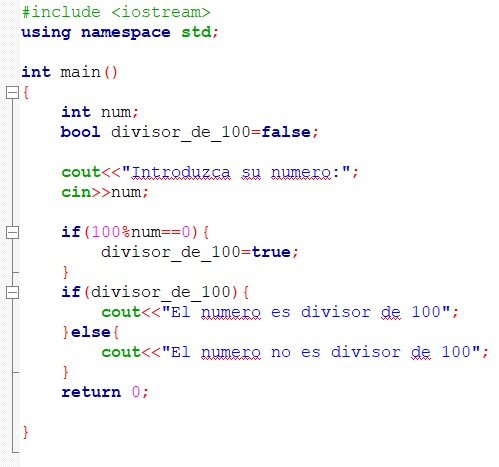 #include <iostream>
using namespace std;
int main()
{
int num;
bool divisor_de_100=false;
cout<<"Introduzca su numero:";
cin>>num;
if(100%num==0){
divisor_de_100=true;
}
if(divisor_de_100){
cout<<"El numero es divisor de 100";
}else{
cout<<"El numero no es divisor de 100";
}
return 0;
}